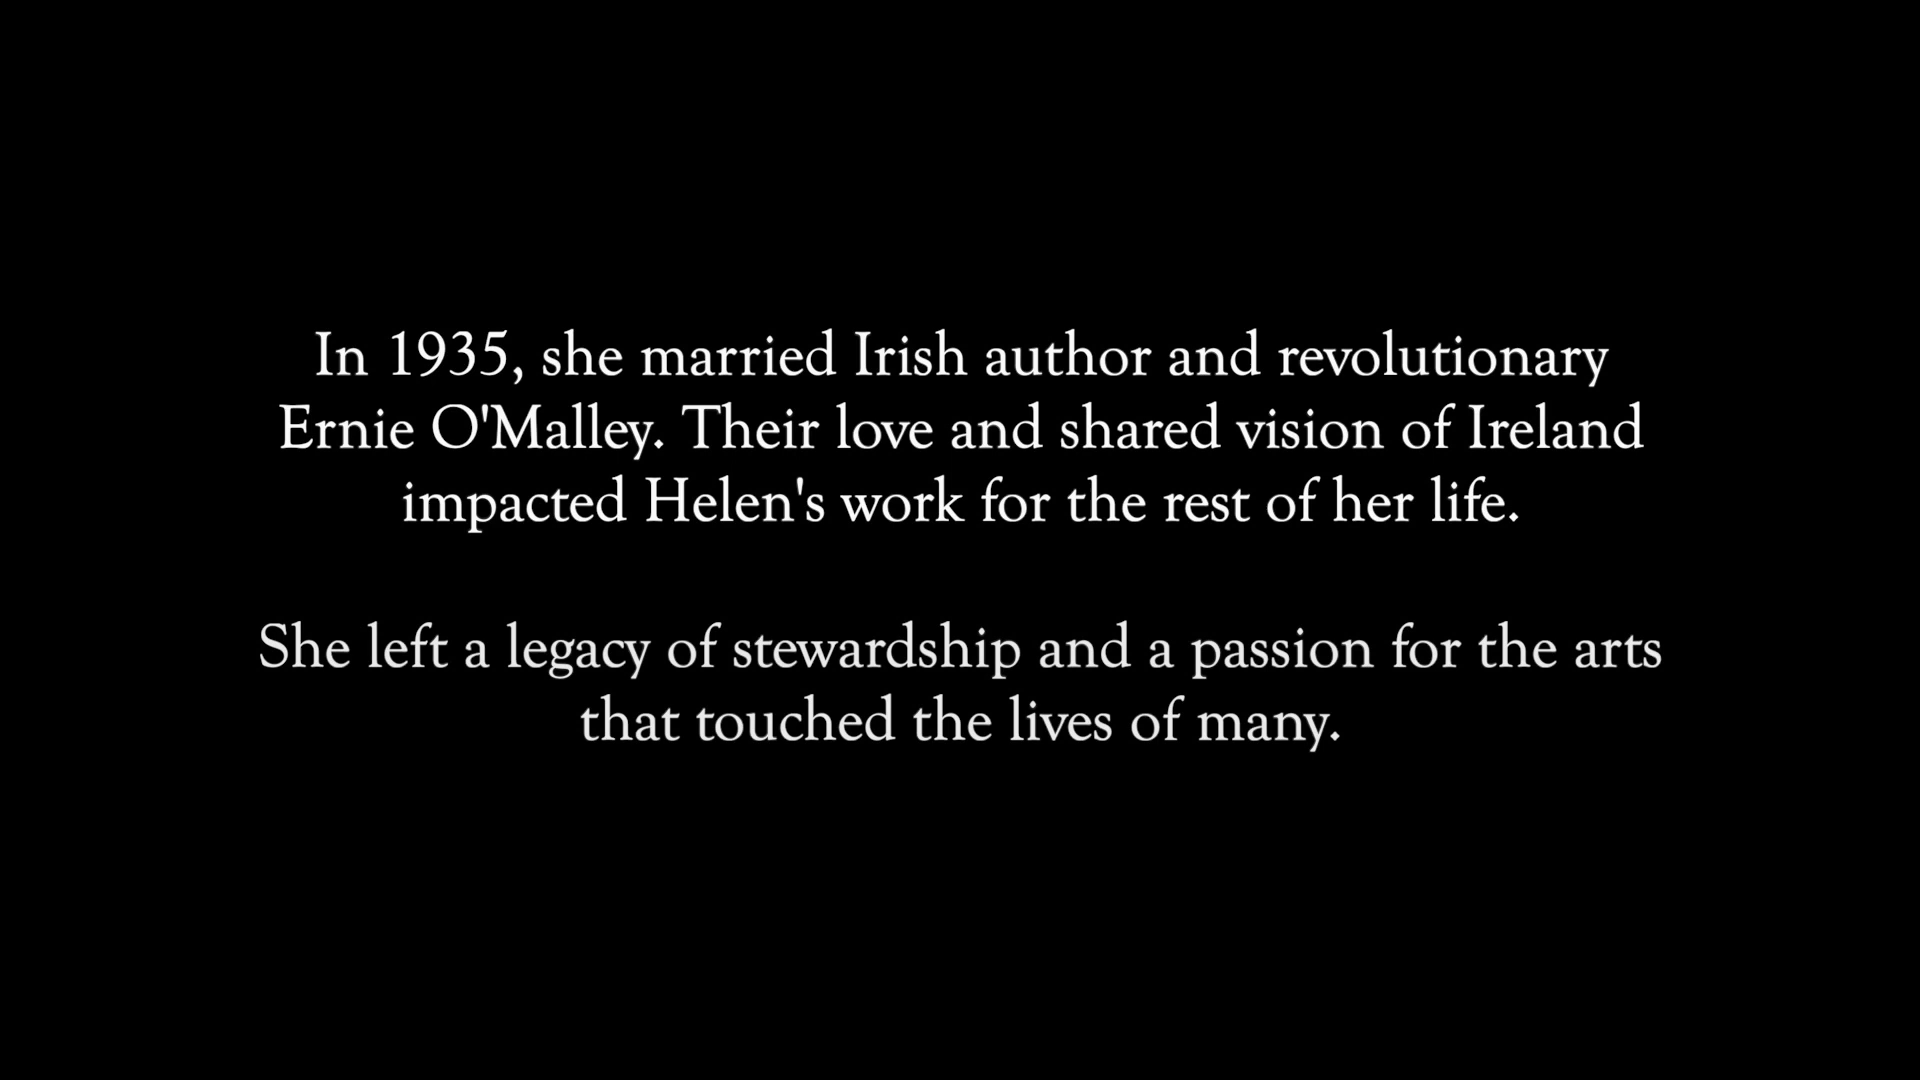 In 1935, she married Irish author and revolutionary
Ernie O'Malley. Their love and shared vision of Ireland
impacted Helen's work for the rest of her life.
She left a legacy of stewardship and a passion for the arts
that touched the lives of many.